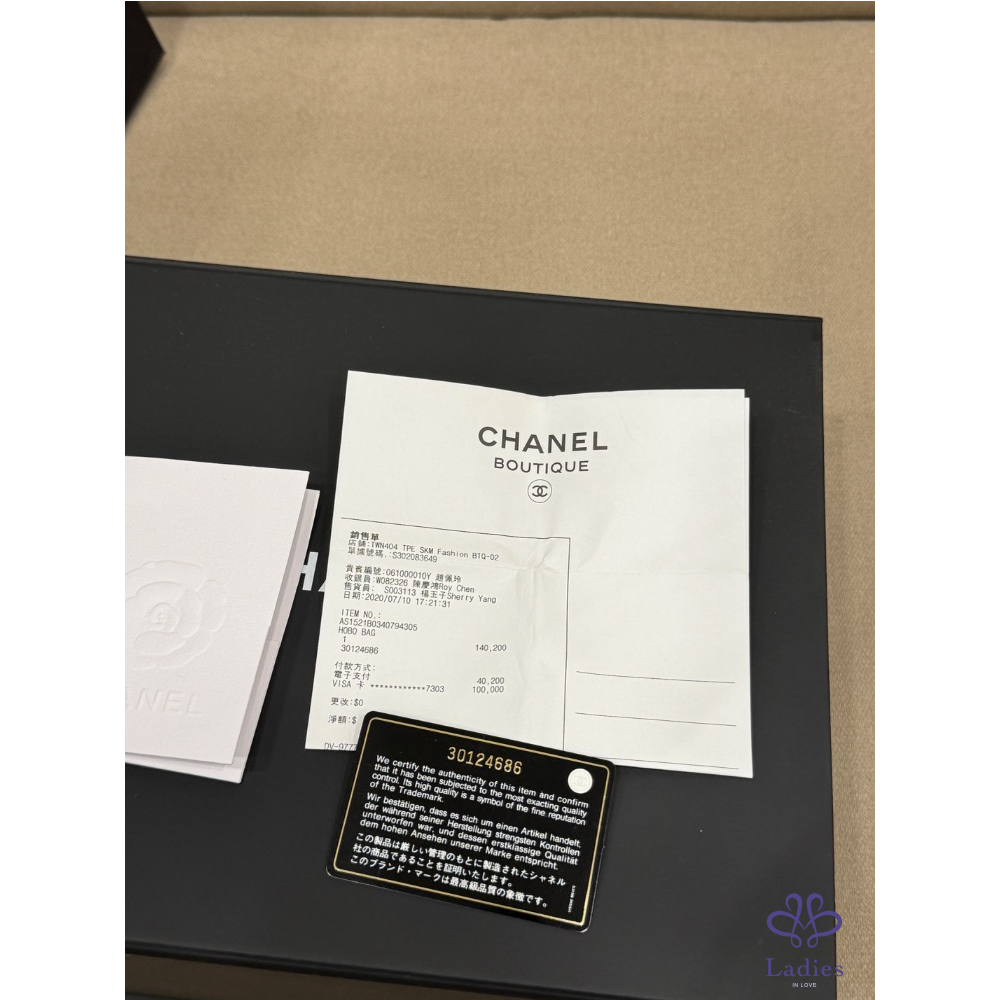 CHANEL
BOUTIQUE
銷售單
店鋪:TWN404 TPE SKM Fashion BTQ-02
單據號碼.:S302083649
貴賓編號:061000010Y 趙佩玲
收銀員:W082326 陳慶鴻Roy Chen
售貨員: S003113 楊玉子Sherry Yang
日期:2020/07/10 17:21:31
ITEM NO.:
AS1521B0340794305
HOBO BAG
1
30124686 140,200
付款方式:
電子支付 40,200
VISA 卡 ************7303 100,000
更改:$0
淨額:$
ANEL
30124686
We certify the authenticity of this item and confirm
that it has been subjected to the most exacting quality
control. Its high quality is a symbol of the fine reputation
of the Trademark.
Wir bestätigen, dass es sich um einen Artikel handelt,
der während seiner Herstellung strengsten Kontrollen
unterworfen war, und dessen erstklassige Qualität
dem hohen Ansehen unserer Marke entspricht.
この製品は厳しい管理のもとに製造されたシャネル
社の商品であることを証明いたします。
このブランド・マークは最高級品質の象徴です。
Ladies
IN LOVE